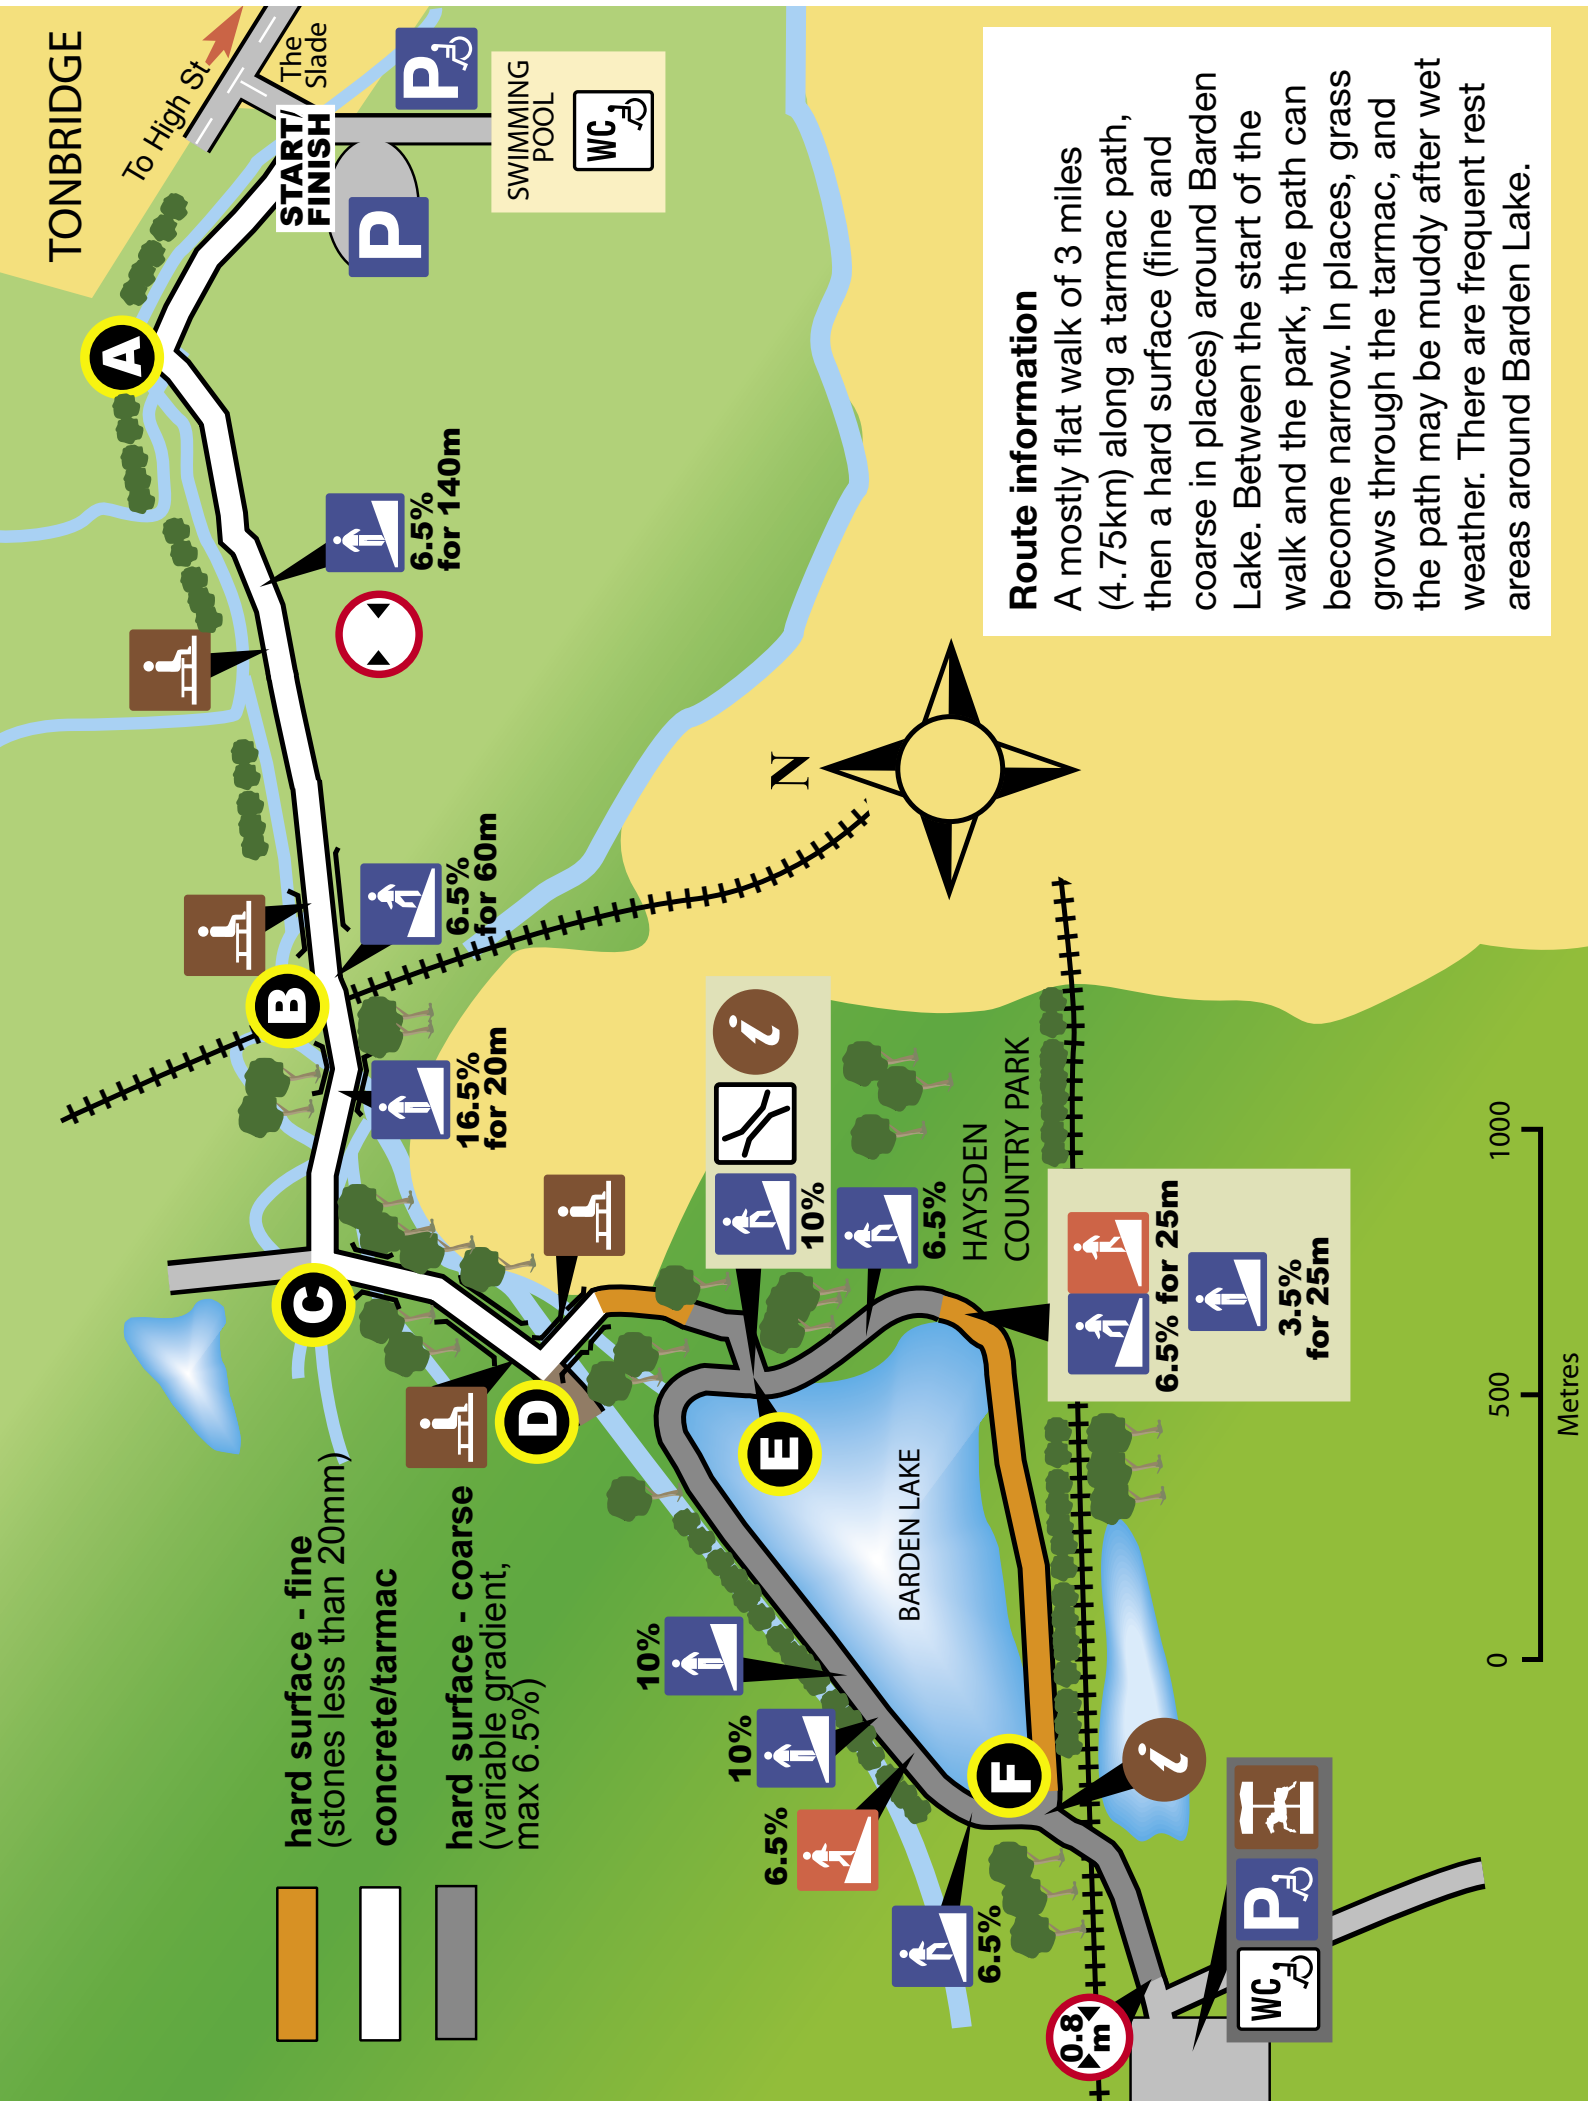 TONBRIDGE
To High St
The
Slade
START/
FINISH
P
P
SWIMMING
POOL
WC
A
6.5%
for 140m
B
6.5%
for 60m
16.5%
for 20m
C
D
N
Route information
A mostly flat walk of 3 miles
(4.75km) along a tarmac path,
then a hard surface (fine and
coarse in places) around Barden
Lake. Between the start of the
walk and the park, the path can
become narrow. In places, grass
grows through the tarmac, and
the path may be muddy after wet
weather. There are frequent rest
areas around Barden Lake.
hard surface - fine
(stones less than 20mm)
concrete/tarmac
hard surface - coarse
(variable gradient,
max 6.5%)
i
10%
6.5%
HAYSDEN
COUNTRY PARK
E
BARDEN LAKE
6.5% for 25m
3.5%
for 25m
10%
10%
6.5%
6.5%
F
i
0.8
m
WC
P
0
500
1000
Metres